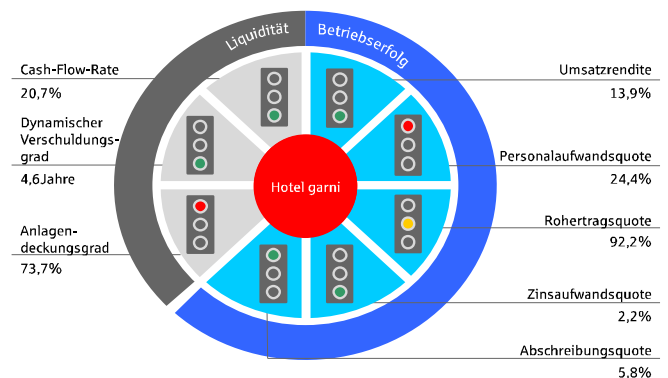 Liquidität
Betriebserfolg
Cash-Flow-Rate
20,7%
Dynamischer
Verschuldungs-
grad
4,6Jahre
Anlagen-
deckungsgrad
73,7%
Hotel garni
Umsatzrendite
13,9%
Personalaufwandsquote
24,4%
Rohertragsquote
92,2%
Zinsaufwandsquote
2,2%
Abschreibungsquote
5.8%